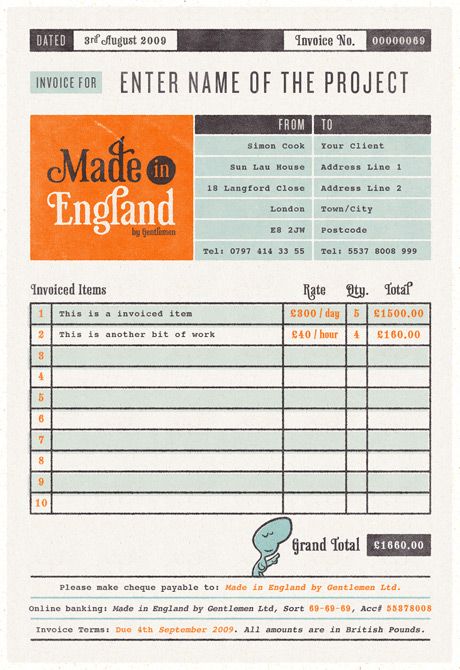 DATED 3rd August 2009 Invoice No. 00000069
INVOICE FOR ENTER NAME OF THE PROJECT
Made in
England
by Gentlemen
FROM TO
Simon Cook Your Client
Sun Lau House Address Line 1
18 Langford Close Address Line 2
London Town/City
E8 2JW Postcode
Tel: 0797 414 33 55 Tel: 5537 8008 999
Invoiced Items Rate Qty. Total
1 This is a invoiced item £300 / day 5 £1500.00
2 This is another bit of work £40 / hour 4 £160.00
3
4
5
6
7
8
9
10
Grand Total £1660.00
Please make cheque payable to: Made in England by Gentlemen Ltd.
Online banking: Made in England by Gentlemen Ltd, Sort 69-69-69, Acc# 55378008
Invoice Terms: Due 4th September 2009. All amounts are in British Pounds.